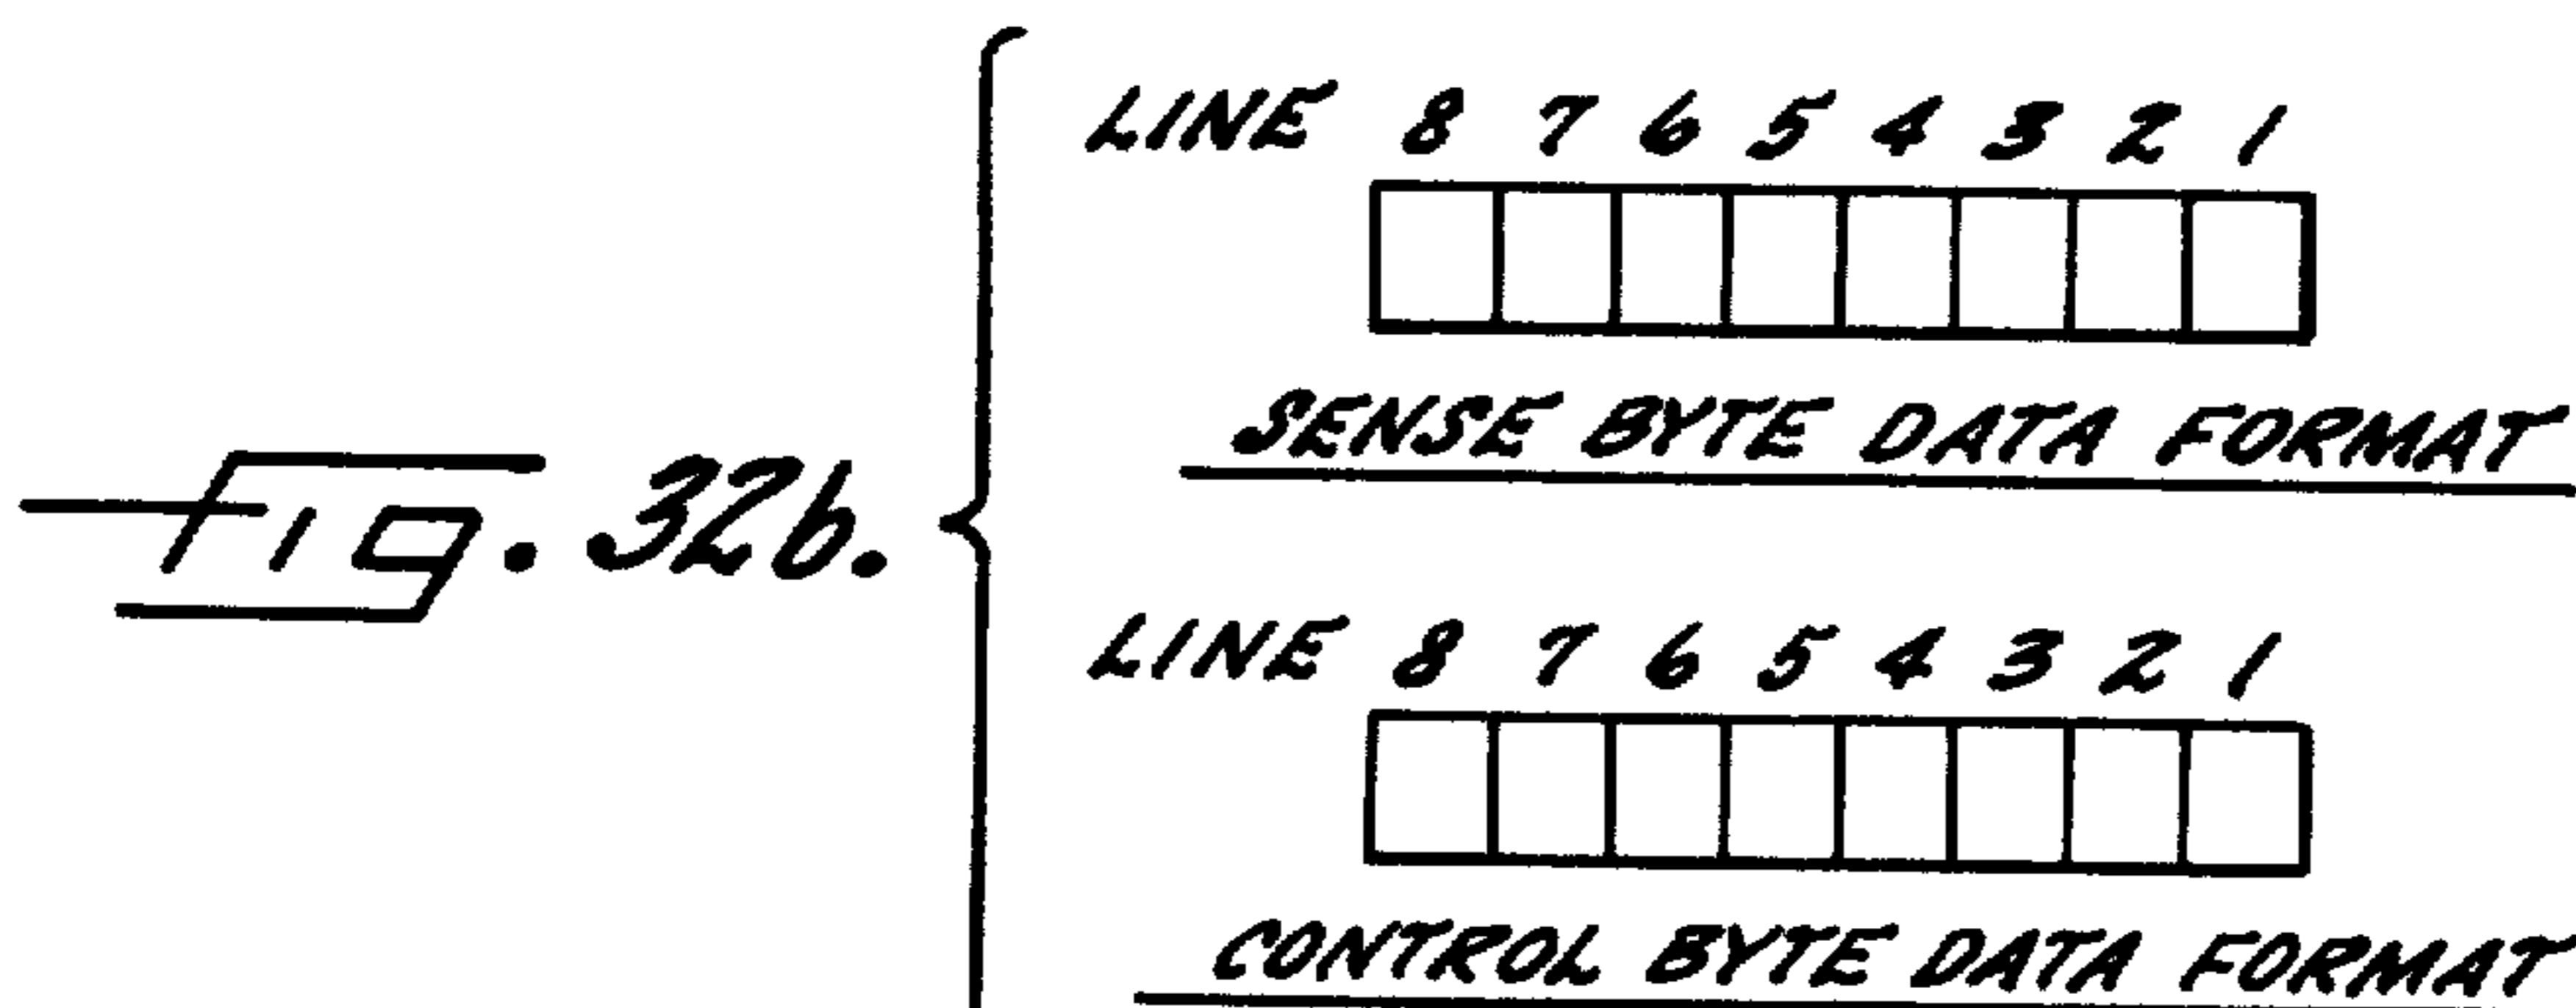 LINE 8 7 6 5 4 3 2 1
SENSE BYTE DATA FORMAT
Fig. 32b.
LINE 8 7 6 5 4 3 2 1
CONTROL BYTE DATA FORMAT